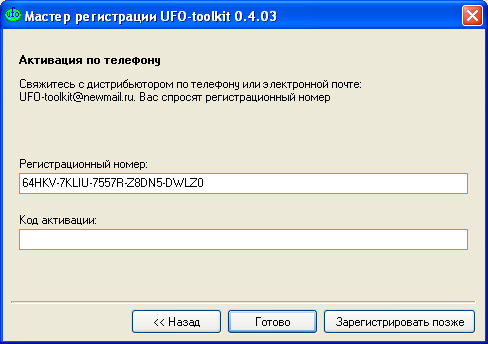 Мастер регистрации UFO-toolkit 0.4.03
Активация по телефону
Свяжитесь с дистрибьютором по телефону или электронной почте:
UFO-toolkit@newmail.ru. Вас спросят регистрационный номер
Регистрационный номер:
64HKV-7KLIU-7557R-Z8DN5-DWLZ0
Код активации:
<< Назад
Готово
Зарегистрировать позже